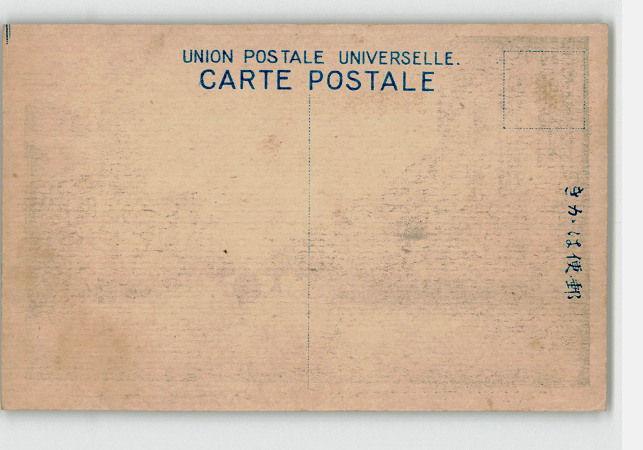 UNION POSTALE UNIVERSELLE.
CARTE POSTALE
きかは便郵